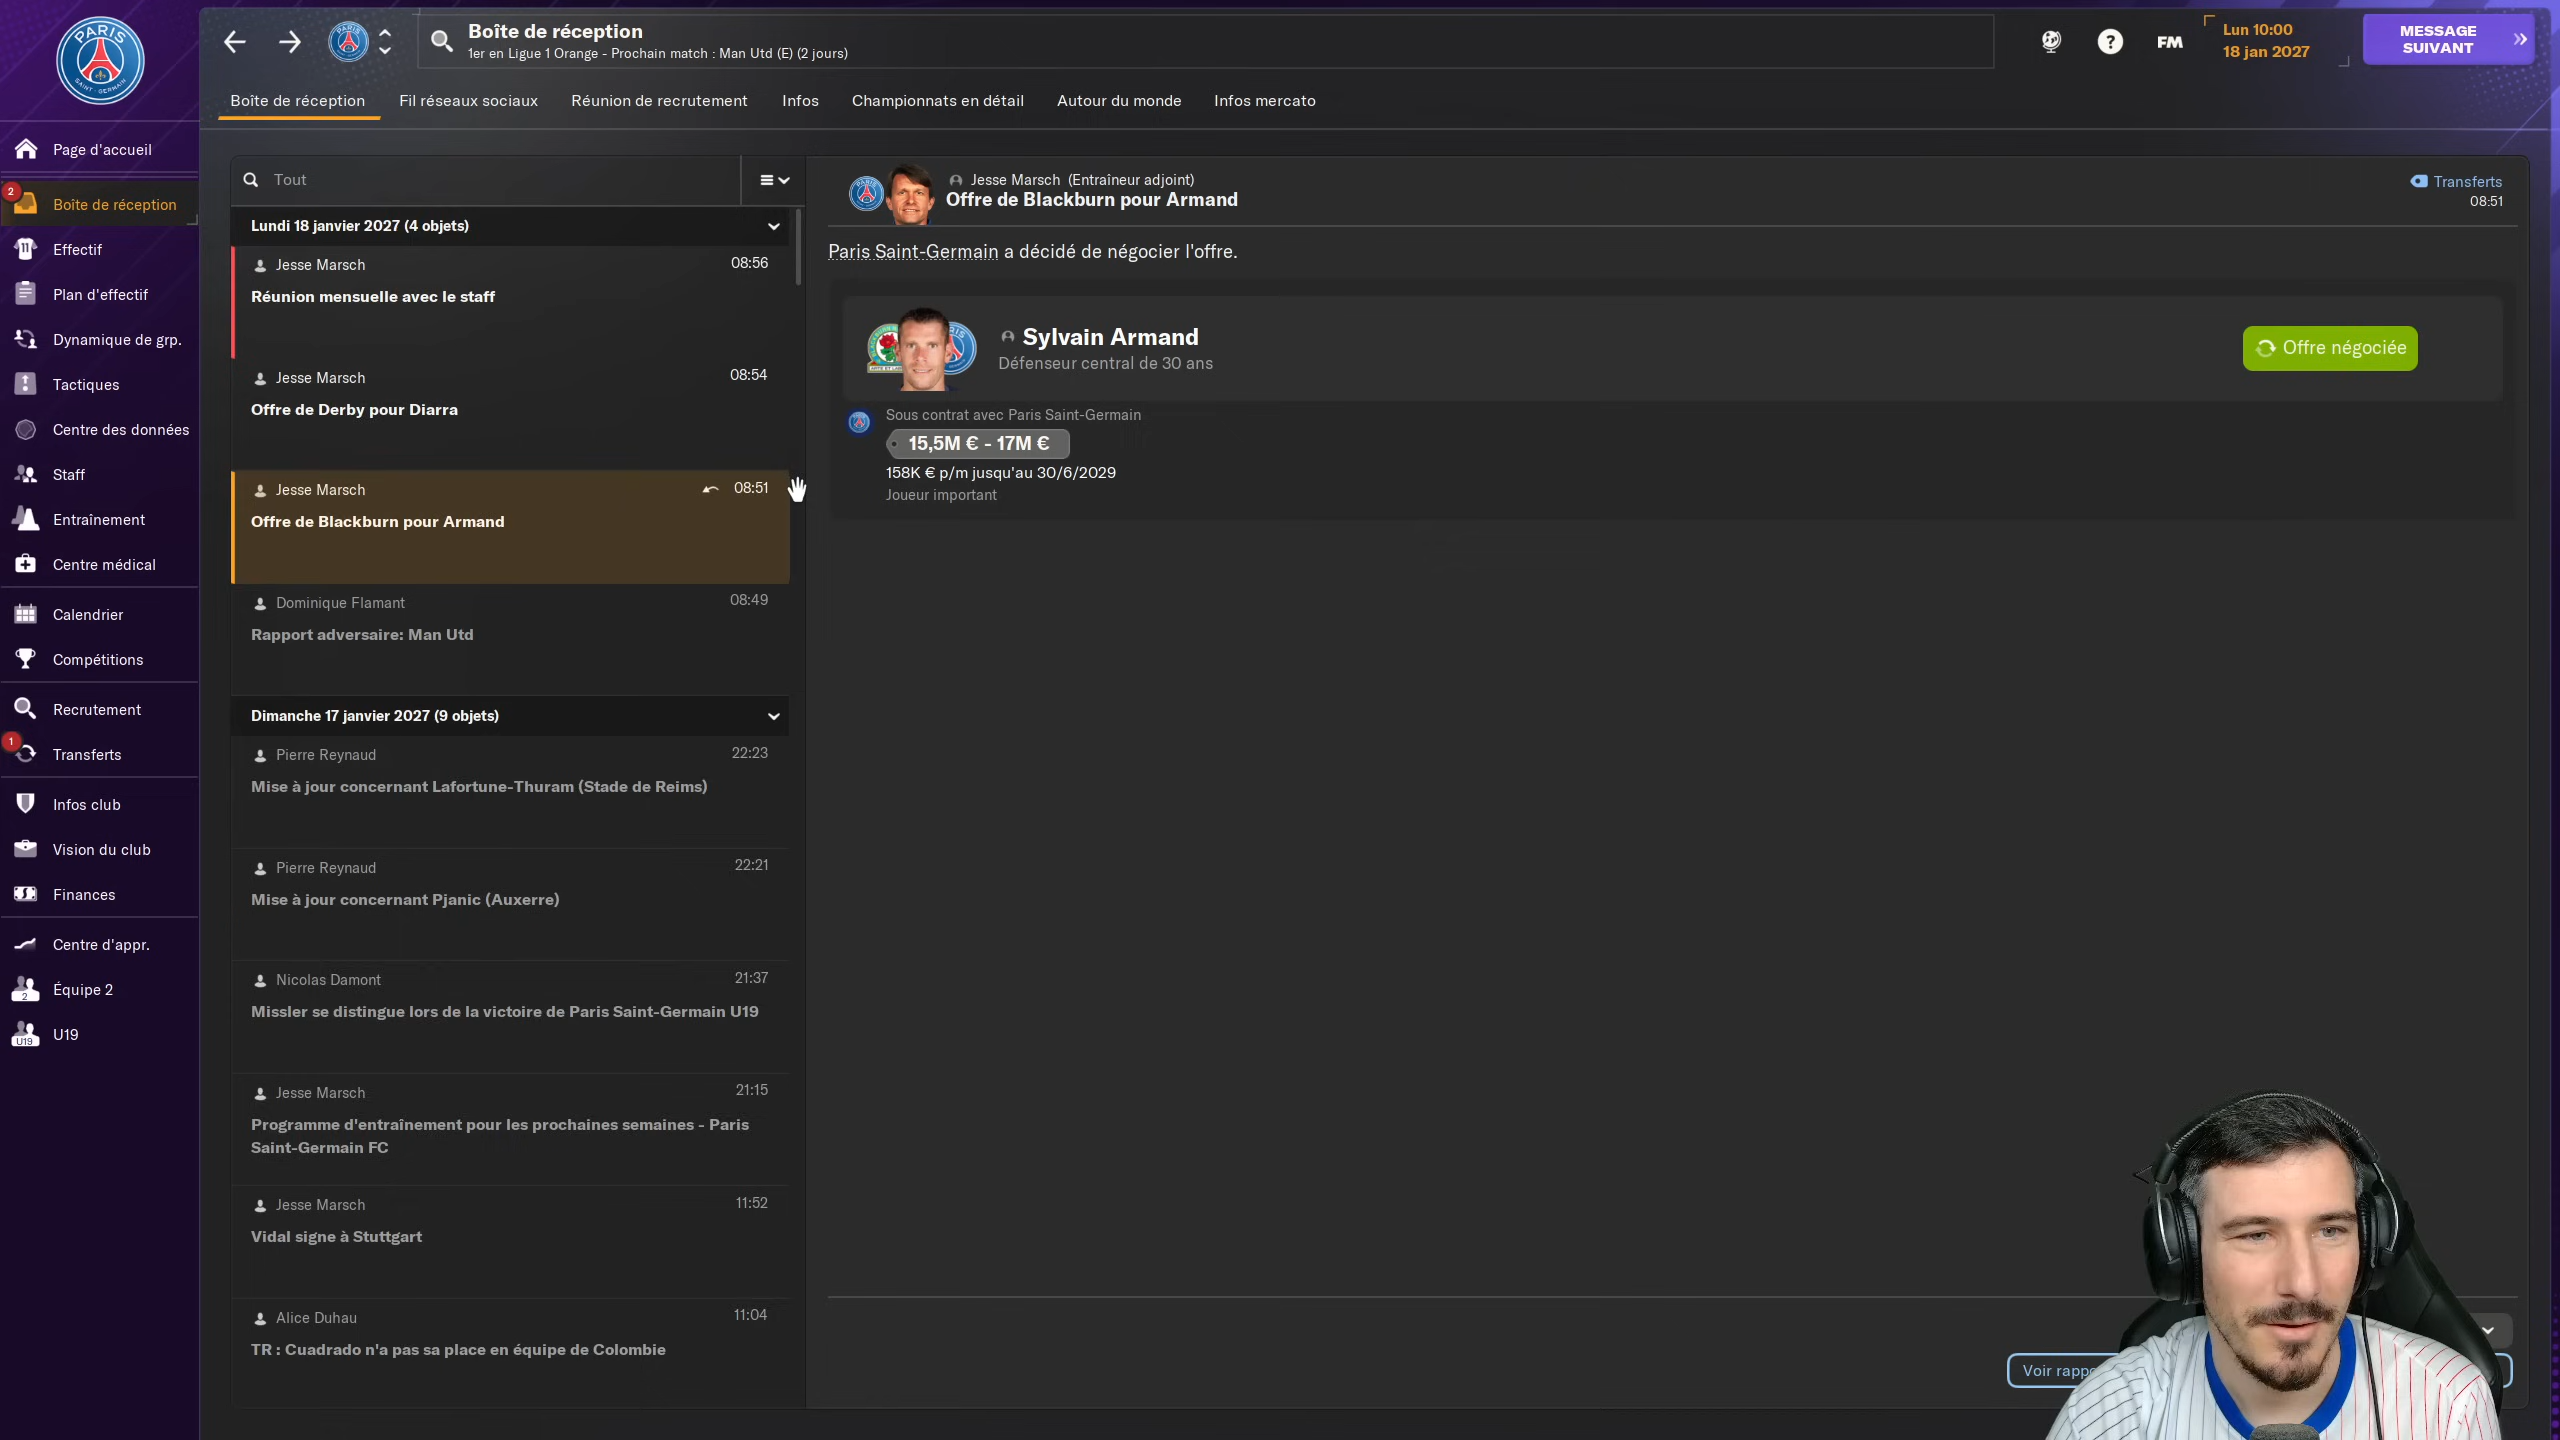 Boîte de réception
1er en Ligue 1 Orange - Prochain match : Man Utd (E) (2 jours)
FM
Lun 10:00
18 jan 2027
MESSAGE
SUIVANT
Boîte de réception
Fil réseaux sociaux
Réunion de recrutement
Infos
Championnats en détail
Autour du monde
Infos mercato
PARIS
SAINT-GERMAIN
Page d'accueil
2
Boîte de réception
Effectif
Plan d'effectif
Dynamique de grp.
Tactiques
Centre des données
Staff
Entraînement
Centre médical
Calendrier
Compétitions
Recrutement
1
Transferts
Infos club
Vision du club
Finances
Centre d'appr.
2
Équipe 2
U19
U19
Tout
Lundi 18 janvier 2027 (4 objets)
Jesse Marsch
08:56
Réunion mensuelle avec le staff
Jesse Marsch
08:54
Offre de Derby pour Diarra
Jesse Marsch
08:51
Offre de Blackburn pour Armand
Dominique Flamant
08:49
Rapport adversaire: Man Utd
Dimanche 17 janvier 2027 (9 objets)
Pierre Reynaud
22:23
Mise à jour concernant Lafortune-Thuram (Stade de Reims)
Pierre Reynaud
22:21
Mise à jour concernant Pjanic (Auxerre)
Nicolas Damont
21:37
Missler se distingue lors de la victoire de Paris Saint-Germain U19
Jesse Marsch
21:15
Programme d'entraînement pour les prochaines semaines - Paris
Saint-Germain FC
Jesse Marsch
11:52
Vidal signe à Stuttgart
Alice Duhau
11:04
TR : Cuadrado n'a pas sa place en équipe de Colombie
Jesse Marsch (Entraîneur adjoint)
Offre de Blackburn pour Armand
Transferts
08:51
Paris Saint-Germain a décidé de négocier l'offre.
Sylvain Armand
Défenseur central de 30 ans
Offre négociée
Sous contrat avec Paris Saint-Germain
15,5M € - 17M €
158K € p/m jusqu'au 30/6/2029
Joueur important
Voir